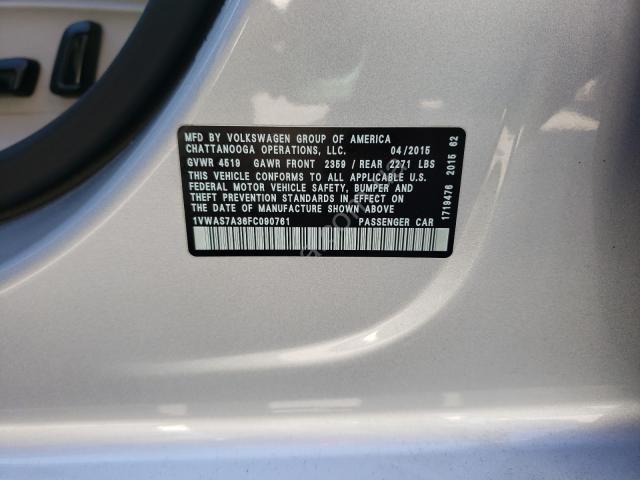 MFD BY VOLKSWAGEN GROUP OF AMERICA
CHATTANOOGA OPERATIONS, LLC. 04/2015
GVWR 4519 GAWR FRONT 2359 / REAR 2271 LBS
THIS VEHICLE CONFORMS TO ALL APPLICABLE U.S.
FEDERAL MOTOR VEHICLE SAFETY, BUMPER AND
THEFT PREVENTION STANDARDS IN EFFECT ON
THE DATE OF MANUFACTURE SHOWN ABOVE
1VWAS7A36FC090761 PASSENGER CAR
1719476 2015 62